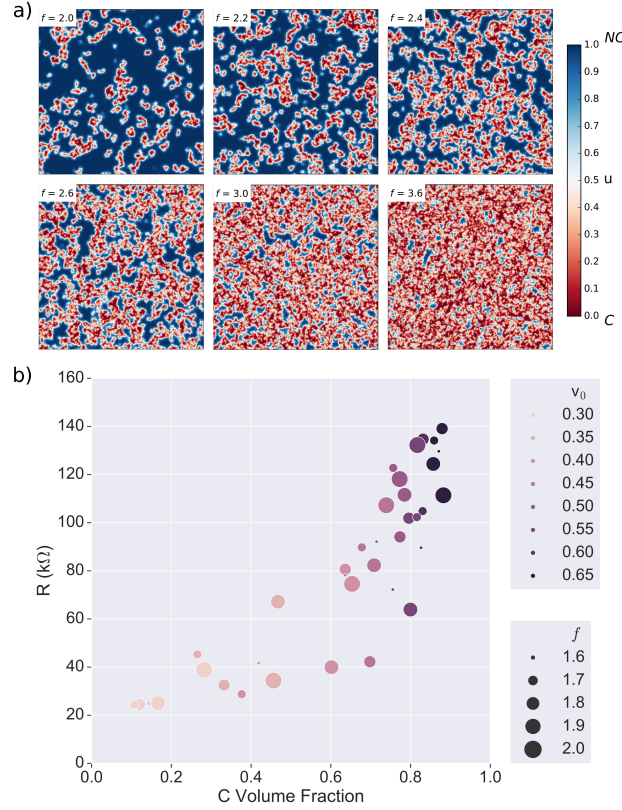 a)
f = 2.0
f = 2.2
f = 2.4
NC
1.0
0.9
0.8
0.7
0.6
0.5
u
0.4
0.3
0.2
0.1
0.0
C
f = 2.6
f = 3.0
f = 3.6
b)
160
140
120
100
80
60
40
20
0
R (kΩ)
0.0 0.2 0.4 0.6 0.8 1.0
C Volume Fraction
v0
0.30
0.35
0.40
0.45
0.50
0.55
0.60
0.65
f
1.6
1.7
1.8
1.9
2.0